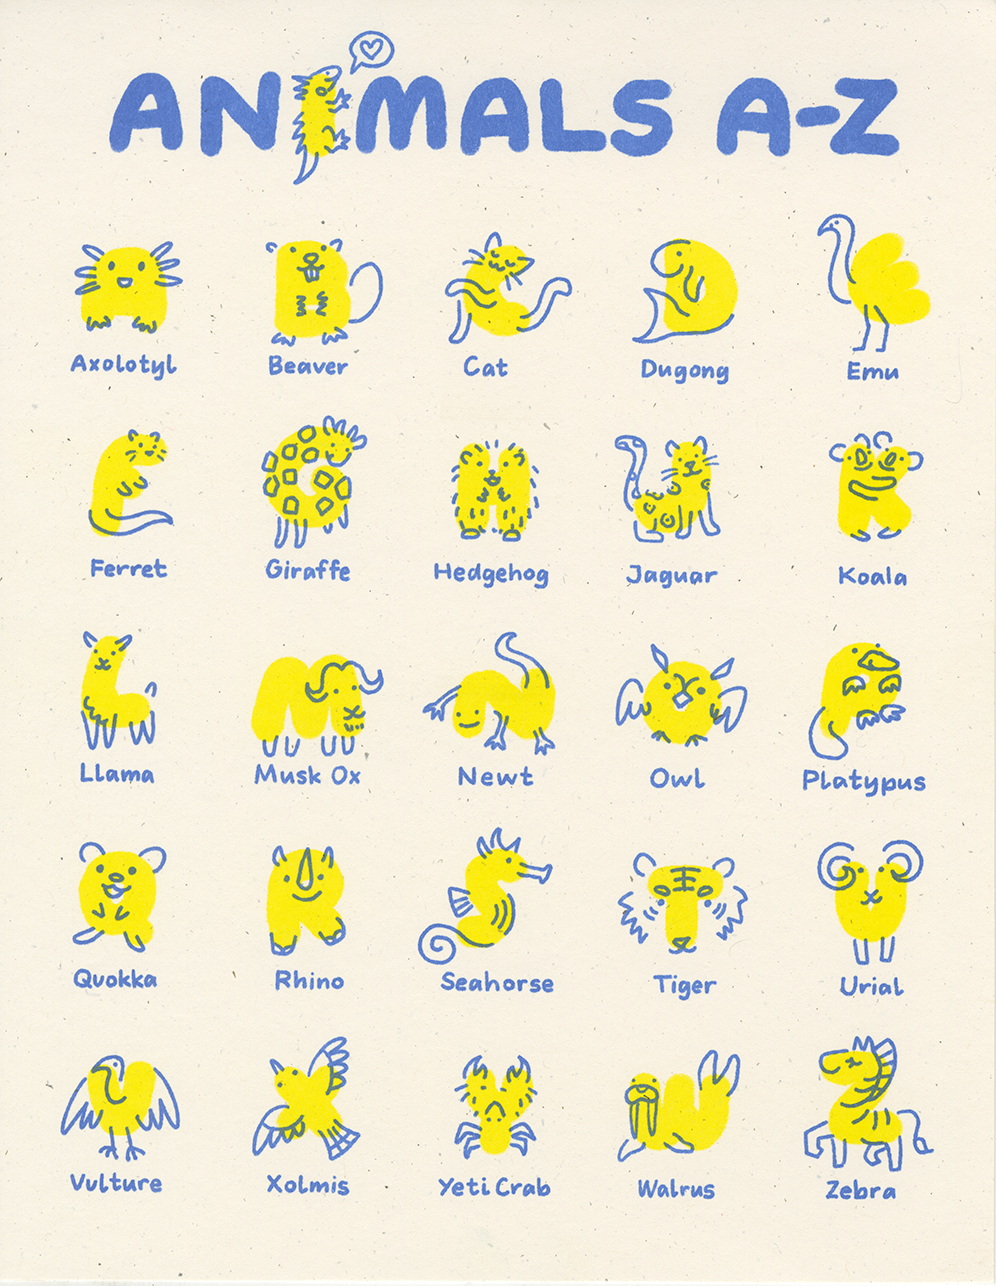 ANIMALS A-Z
Axolotyl Beaver Cat Dugong Emu
Ferret Giraffe Hedgehog Jaguar Koala
Llama Musk Ox Newt Owl Platypus
Quokka Rhino Seahorse Tiger Urial
Vulture Xolmis Yeti Crab Walrus Zebra